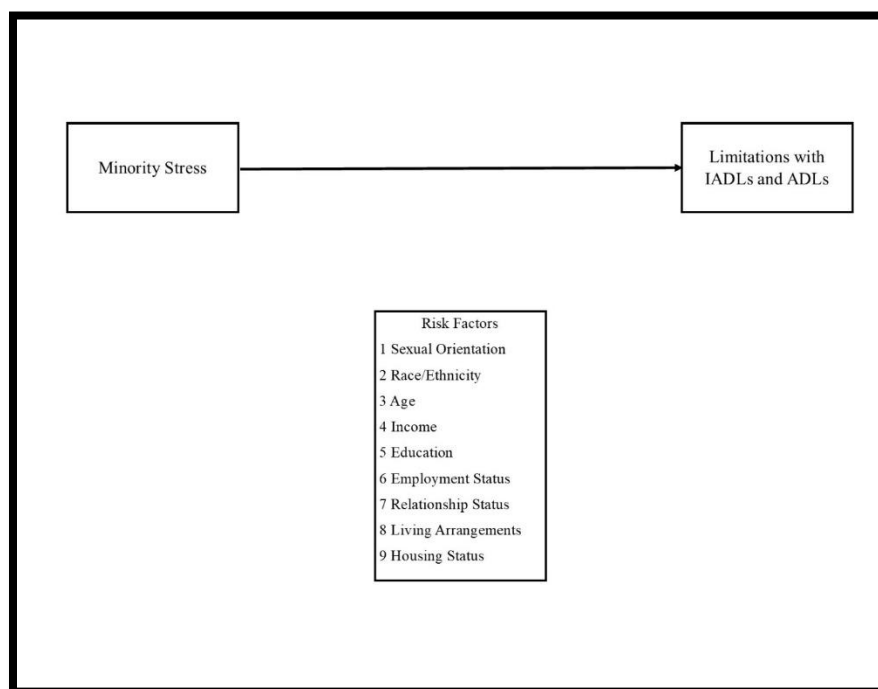 Minority Stress
Limitations with
IADLs and ADLs
Risk Factors
1 Sexual Orientation
2 Race/Ethnicity
3 Age
4 Income
5 Education
6 Employment Status
7 Relationship Status
8 Living Arrangements
9 Housing Status